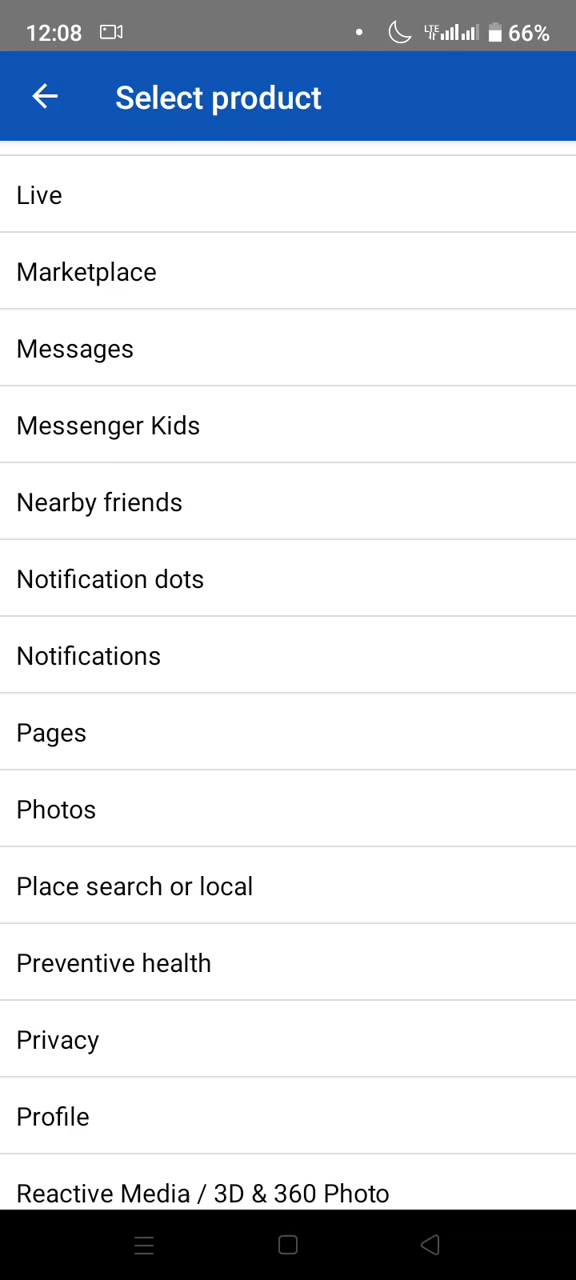 12:08
LTE
66%
Select product
Live
Marketplace
Messages
Messenger Kids
Nearby friends
Notification dots
Notifications
Pages
Photos
Place search or local
Preventive health
Privacy
Profile
Reactive Media / 3D & 360 Photo